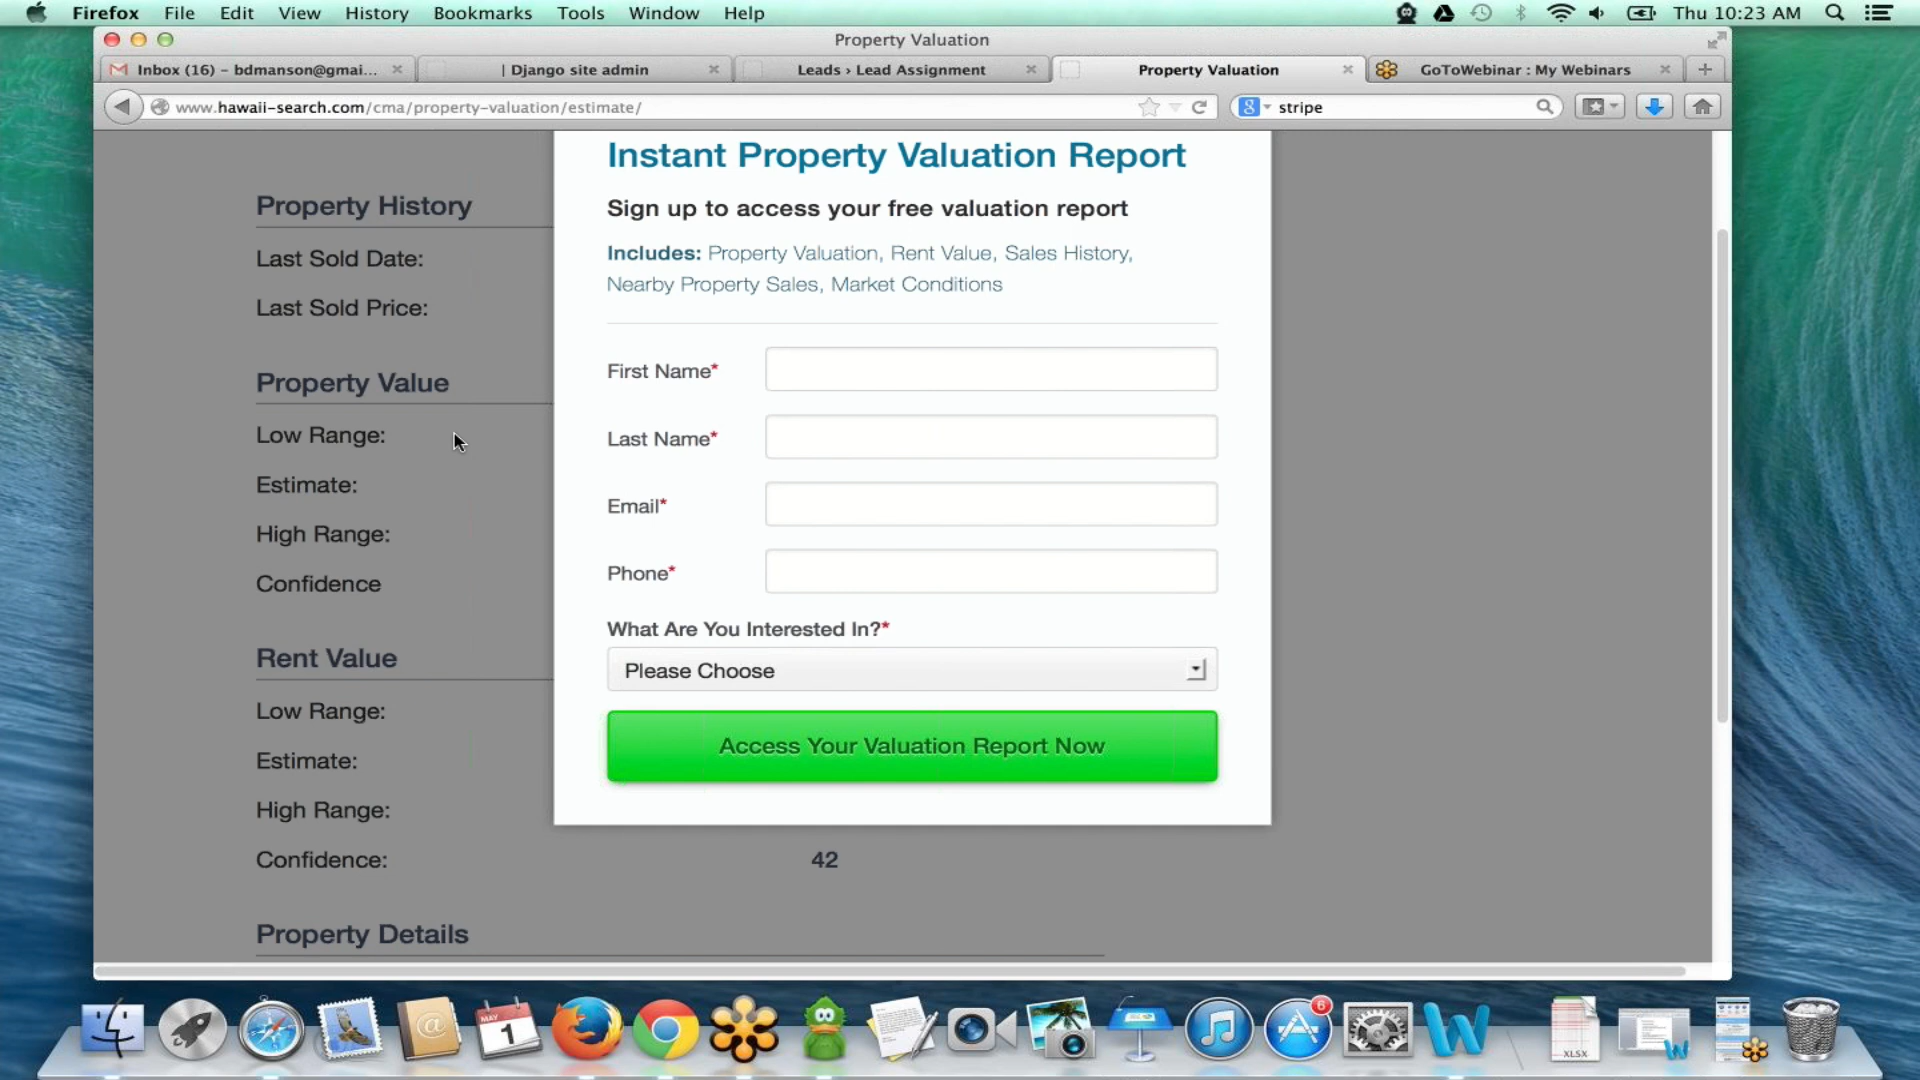 Firefox File Edit View History Bookmarks Tools Window Help Thu 10:23 AM
Property Valuation
Inbox (16) – bdmanson@gmai... | Django site admin Leads › Lead Assignment Property Valuation GoToWebinar : My Webinars
www.hawaii-search.com/cma/property-valuation/estimate/ stripe
Instant Property Valuation Report
Sign up to access your free valuation report
Includes: Property Valuation, Rent Value, Sales History,
Nearby Property Sales, Market Conditions
First Name*
Last Name*
Email*
Phone*
What Are You Interested In?*
Please Choose
Access Your Valuation Report Now
Property History
Last Sold Date:
Last Sold Price:
Property Value
Low Range:
Estimate:
High Range:
Confidence
Rent Value
Low Range:
Estimate:
High Range:
Confidence: 42
Property Details
MAY
1
6
XLSX